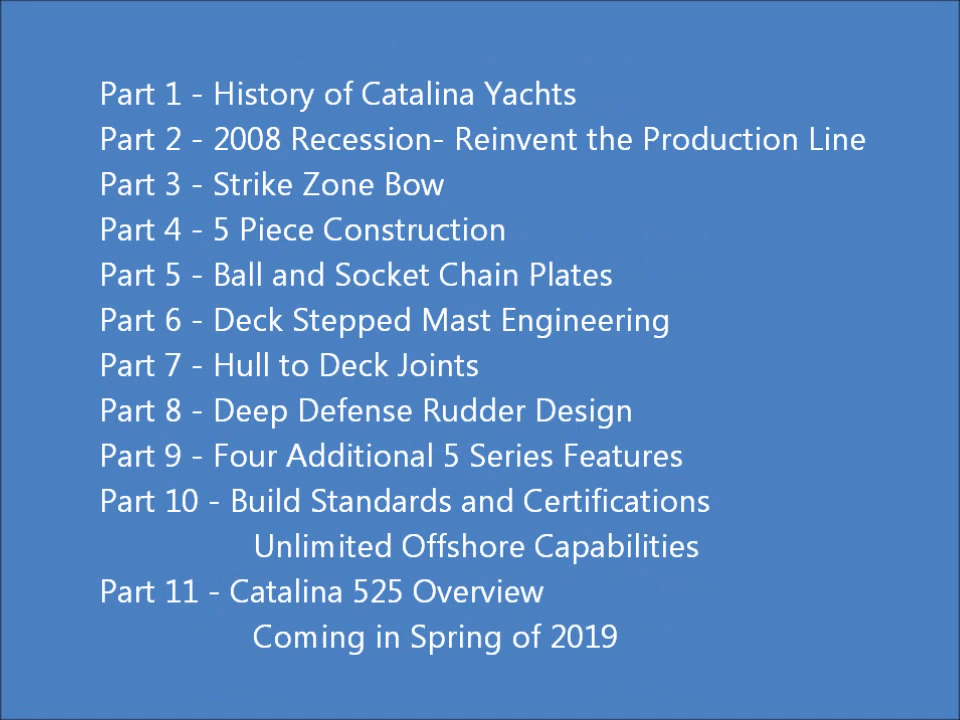 Part 1 - History of Catalina Yachts
Part 2 - 2008 Recession- Reinvent the Production Line
Part 3 - Strike Zone Bow
Part 4 - 5 Piece Construction
Part 5 - Ball and Socket Chain Plates
Part 6 - Deck Stepped Mast Engineering
Part 7 - Hull to Deck Joints
Part 8 - Deep Defense Rudder Design
Part 9 - Four Additional 5 Series Features
Part 10 - Build Standards and Certifications
Unlimited Offshore Capabilities
Part 11 - Catalina 525 Overview
Coming in Spring of 2019